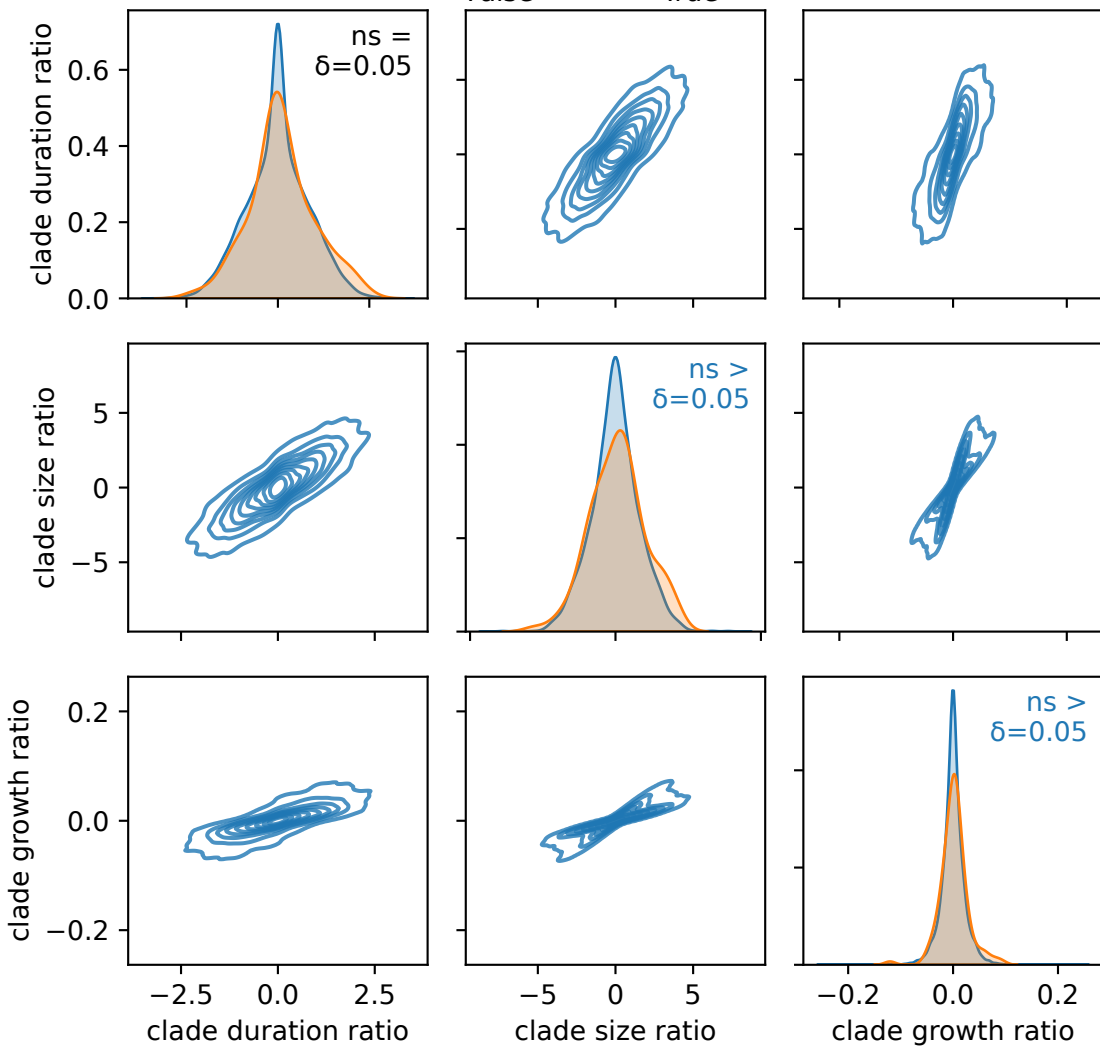 clade duration ratio
0.6
0.4
0.2
0.0
ns =
δ=0.05
clade size ratio
5
0
−5
ns >
δ=0.05
clade growth ratio
0.2
0.0
−0.2
ns >
δ=0.05
−2.5 0.0 2.5
−5 0 5
−0.2 0.0 0.2
clade duration ratio
clade size ratio
clade growth ratio